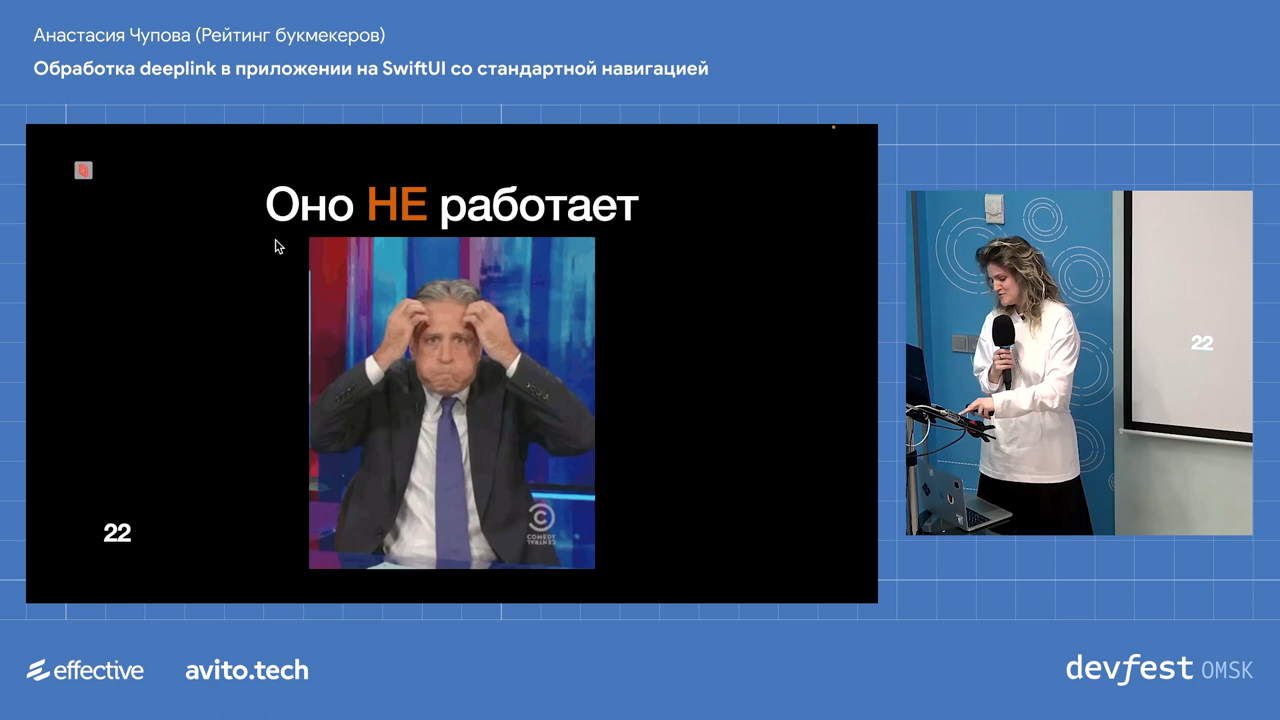 Анастасия Чупова (Рейтинг букмекеров)
Обработка deeplink в приложении на SwiftUI со стандартной навигацией
Оно НЕ работает
COMEDY
CENTRAL
22
22
effective
avito.tech
devfest OMSK